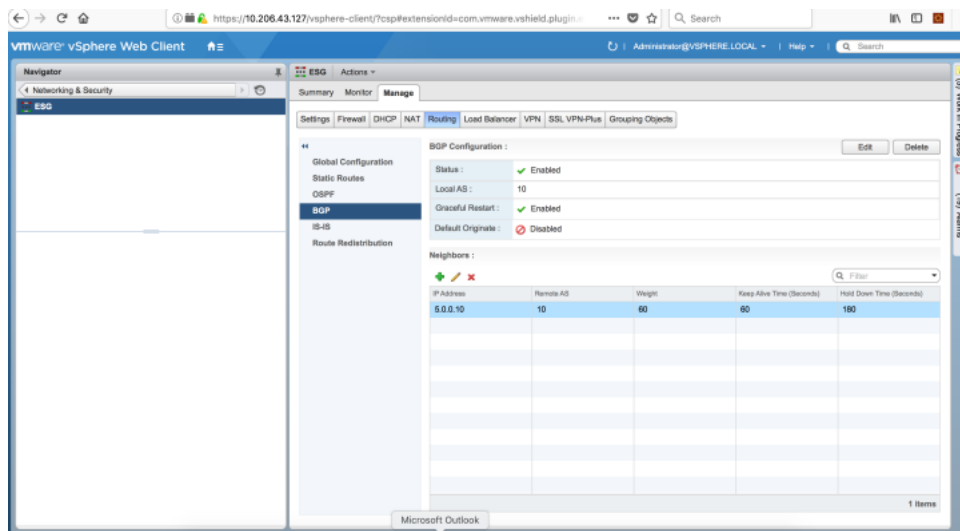 https://10.206.43.127/vsphere-client/?csp#extensionId=com.vmware.vshield.plugin.
Search
vmware® vSphere Web Client
Administrator@VSPHERE.LOCAL
Help
Search
Navigator
ESG Actions
Networking & Security
Summary Monitor Manage
ESG
Settings Firewall DHCP NAT Routing Load Balancer VPN SSL VPN-Plus Grouping Objects
Global Configuration
Static Routes
OSPF
BGP
IS-IS
Route Redistribution
BGP Configuration :
Edit Delete
Status : Enabled
Local AS : 10
Graceful Restart : Enabled
Default Originate : Disabled
Neighbors :
Filter
IP Address Remote AS Weight Keep Alive Time (Seconds) Hold Down Time (Seconds)
5.0.0.10 10 60 60 180
1 Items
Work In Progress
Microsoft Outlook